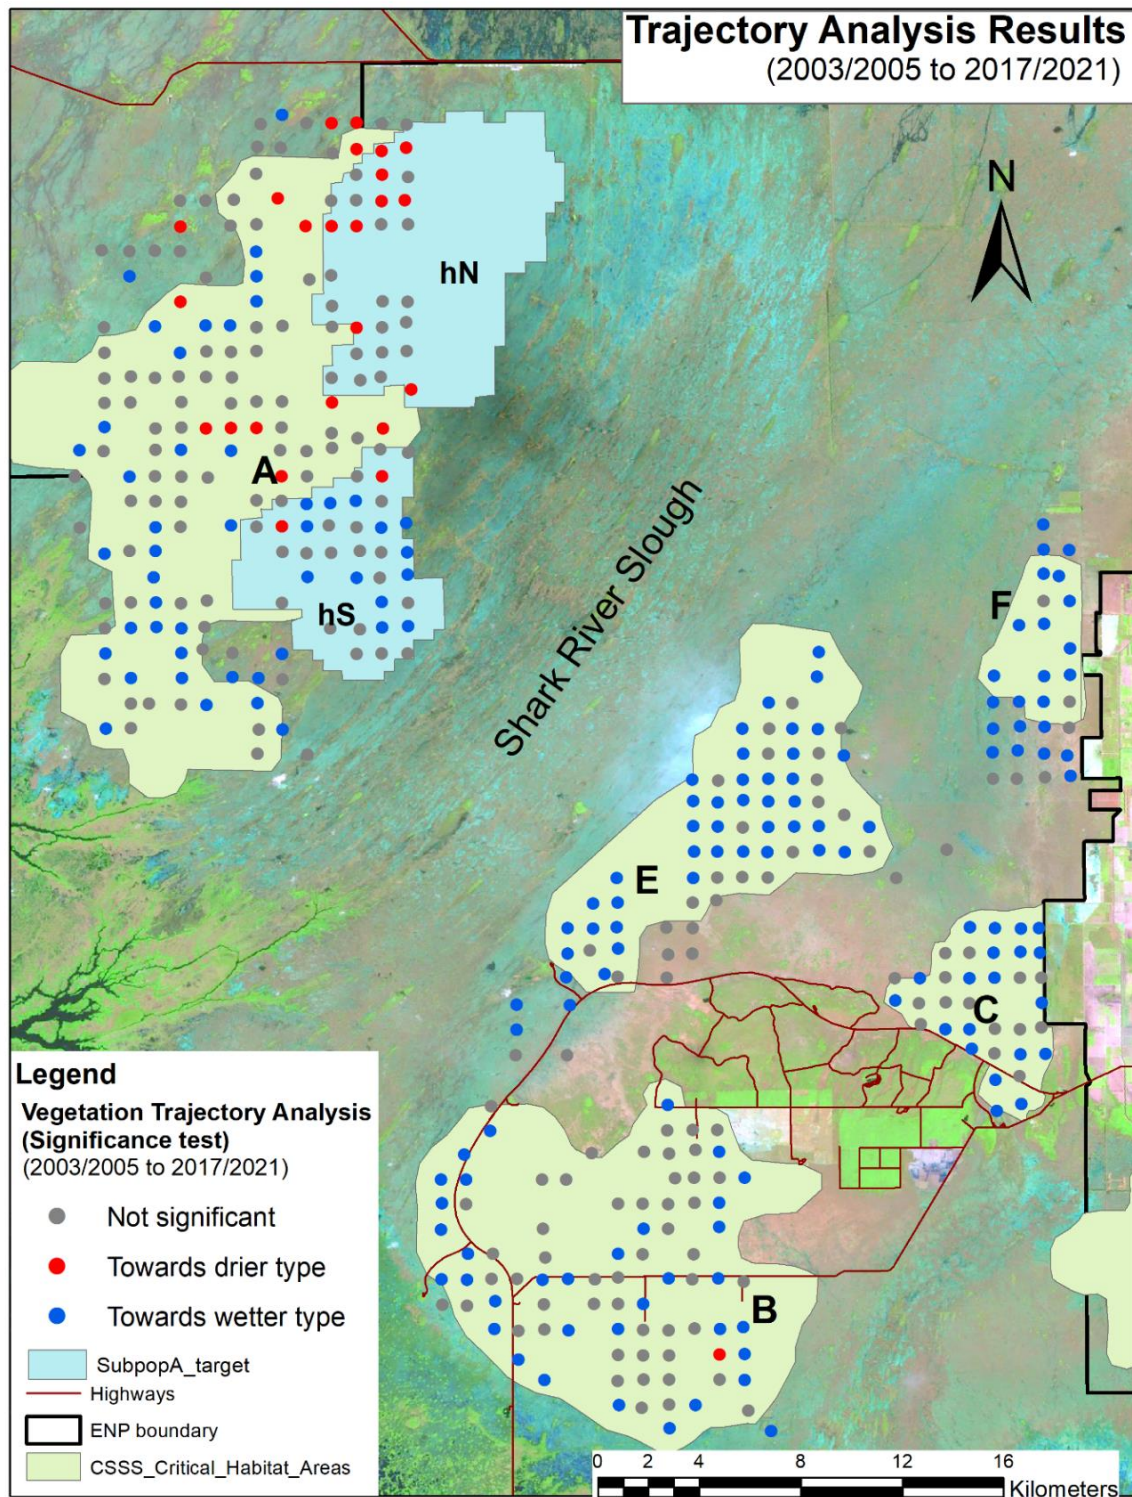 Trajectory Analysis Results
(2003/2005 to 2017/2021)
N
hN
A
hS
Shark River Slough
F
E
C
B
Legend
Vegetation Trajectory Analysis
(Significance test)
(2003/2005 to 2017/2021)
Not significant
Towards drier type
Towards wetter type
SubpopA_target
Highways
ENP boundary
CSSS_Critical_Habitat_Areas
0 2 4 8 12 16
Kilometers